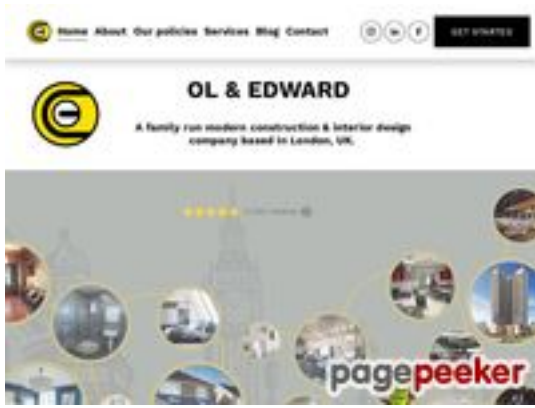 Home About Our policies Services Blog Contact
GET STARTED
OL & EDWARD
A family run modern construction & interior design
company based in London, UK.
pagepeeker